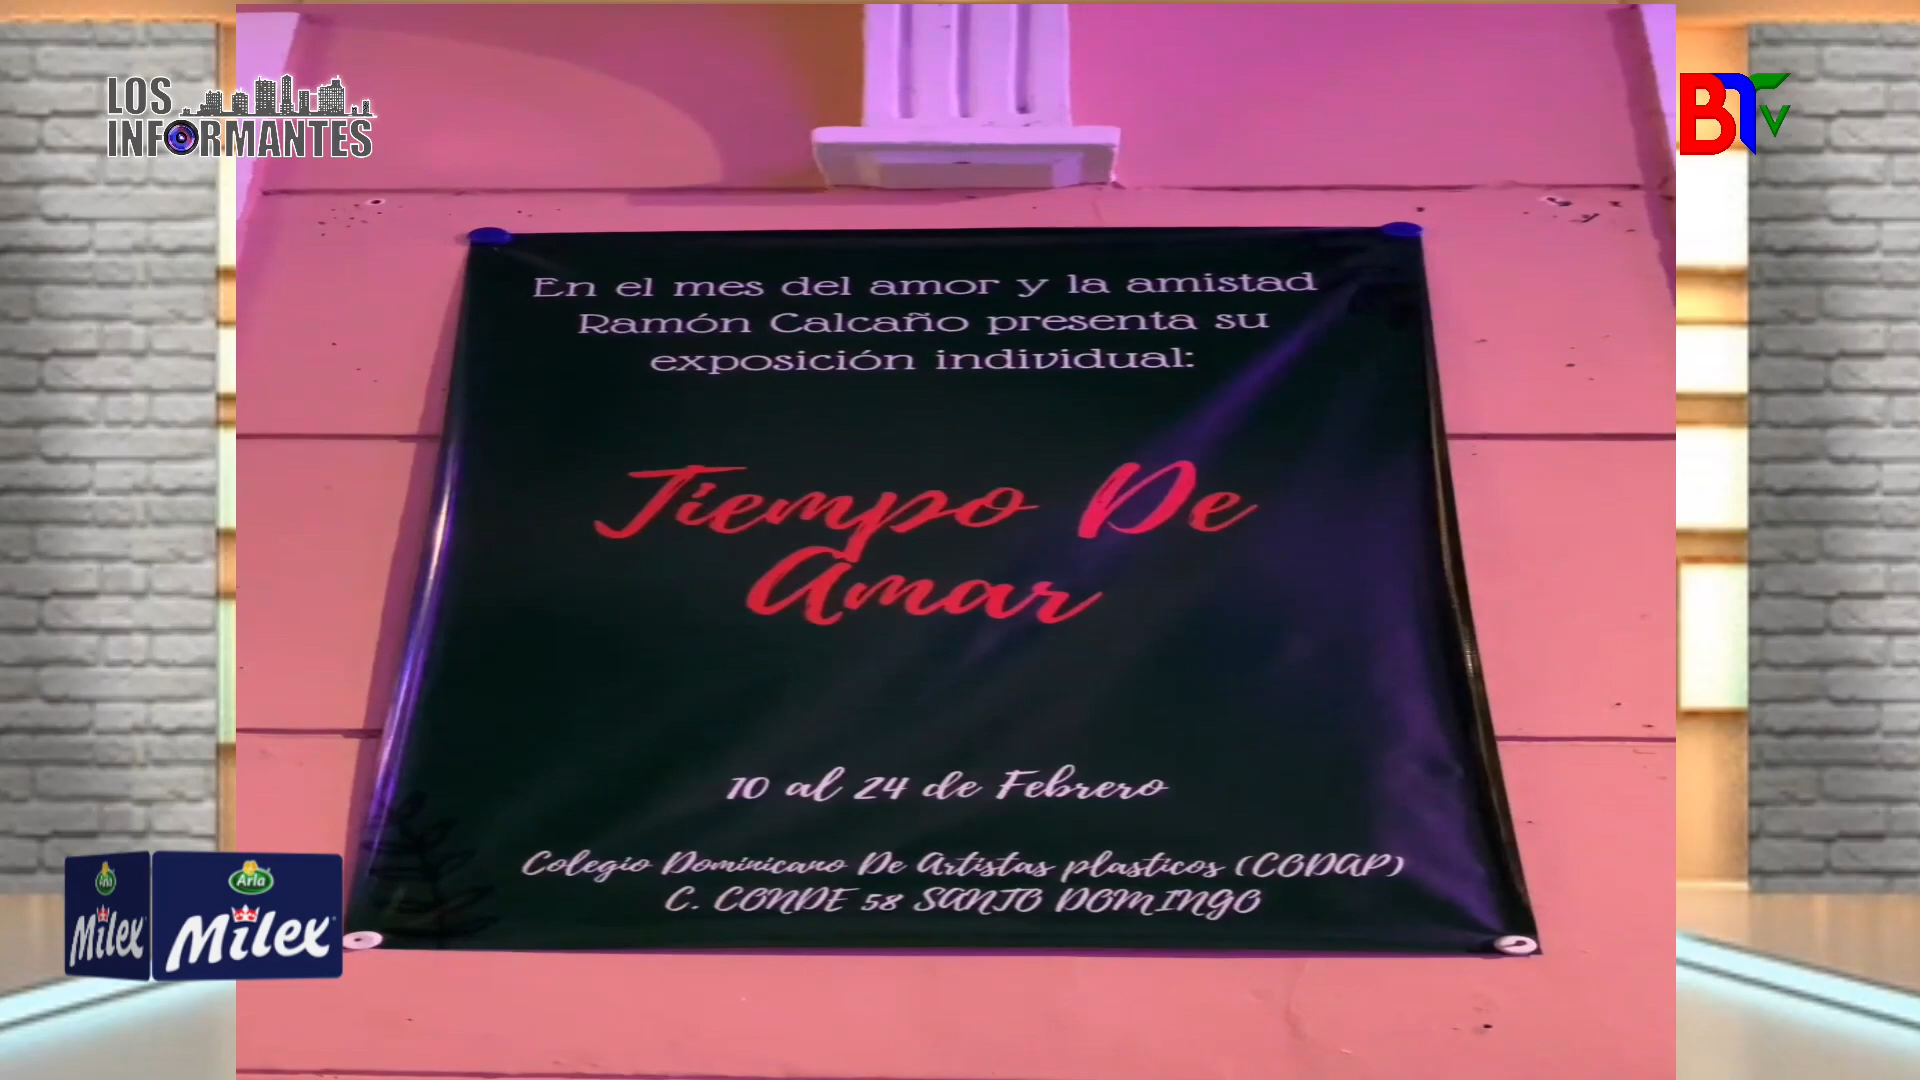 LOS
INFORMANTES
BTV
En el mes del amor y la amistad
Ramón Calcaño presenta su
exposición individual:
Tiempo De
Amar
10 al 24 de Febrero
Colegio Dominicano De Artistas plasticos (CODAP)
C. CONDE 58 SANTO DOMINGO
Arla
Milex
Arla
Milex